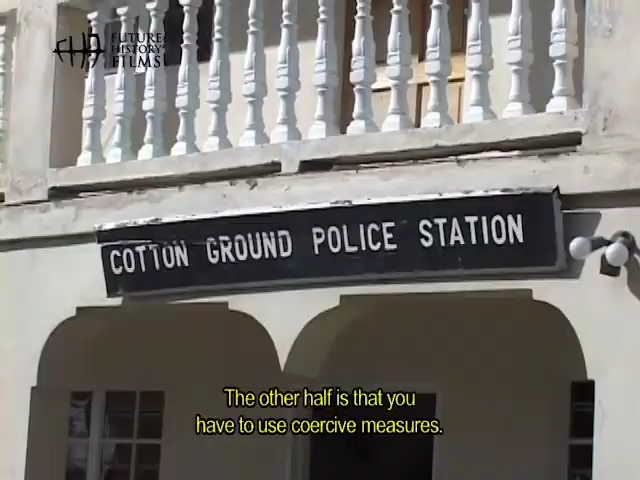 FUTURE
HISTORY
FILMS
COTTON GROUND POLICE STATION
The other half is that you
have to use coercive measures.